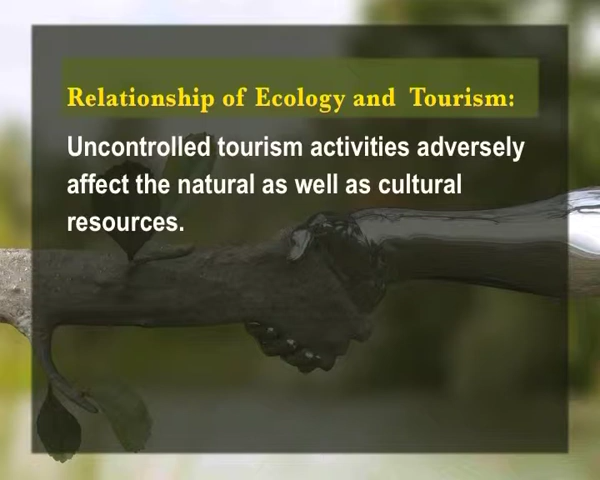 Relationship of Ecology and Tourism:
Uncontrolled tourism activities adversely
affect the natural as well as cultural
resources.